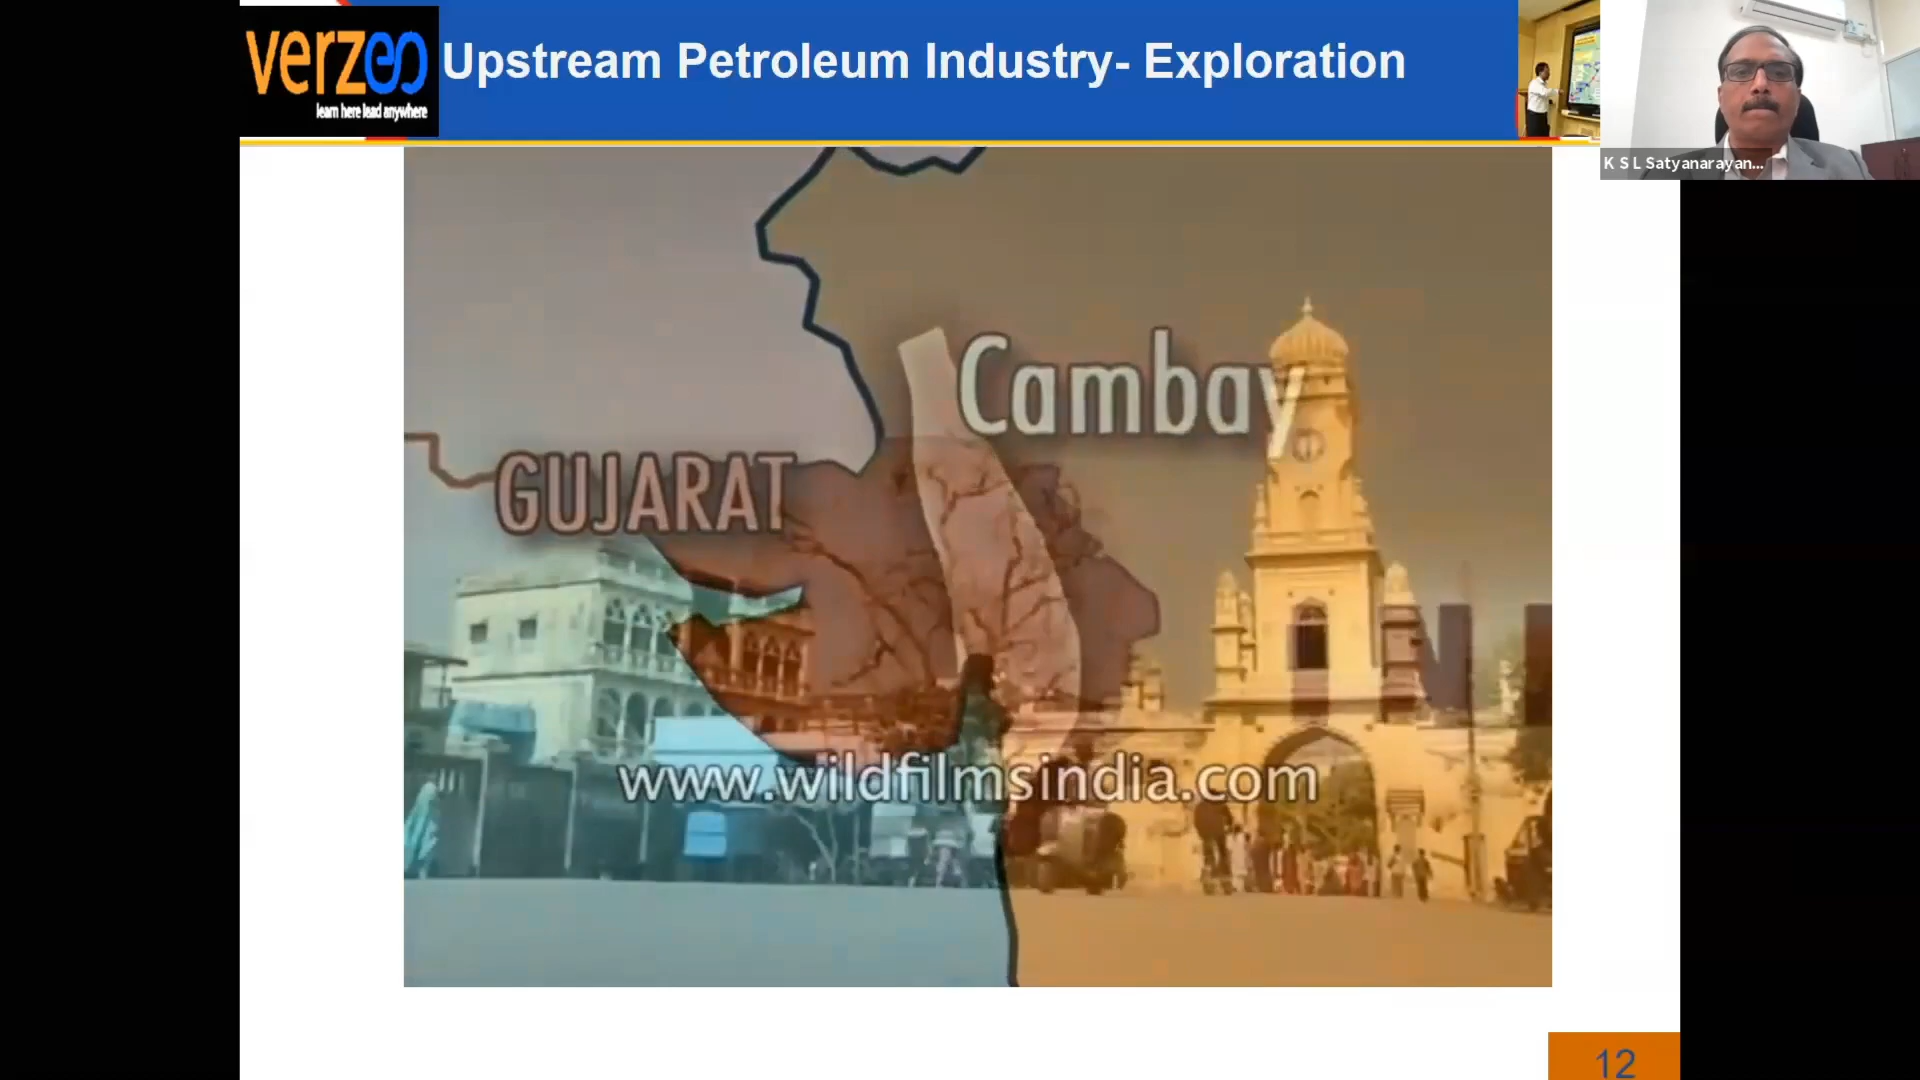 verzeo
learn here lead anywhere
Upstream Petroleum Industry- Exploration
K S L Satyanarayan...
Cambay
GUJARAT
www.wildfilmsindia.com
12